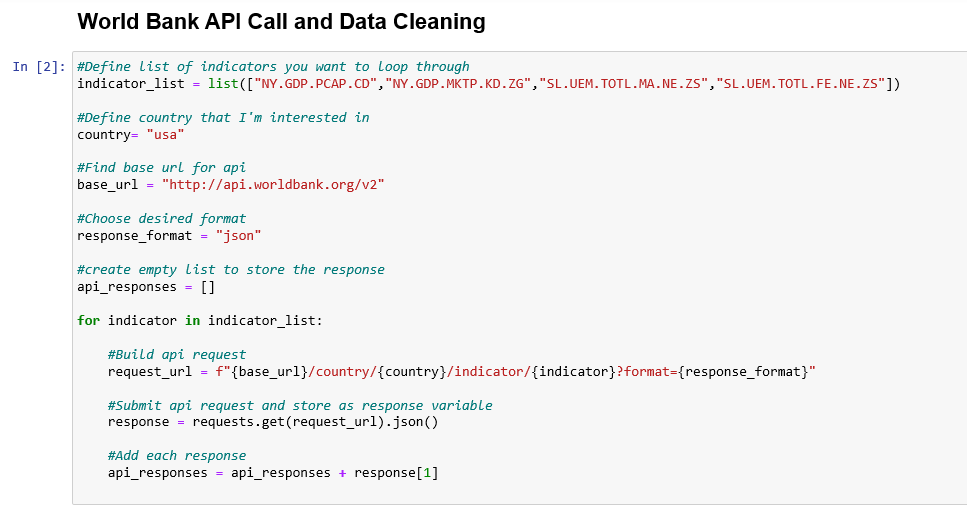 World Bank API Call and Data Cleaning
In [2]: #Define list of indicators you want to loop through
indicator_list = list(["NY.GDP.PCAP.CD","NY.GDP.MKTP.KD.ZG","SL.UEM.TOTL.MA.NE.ZS","SL.UEM.TOTL.FE.NE.ZS"])
#Define country that I'm interested in
country= "usa"
#Find base url for api
base_url = "http://api.worldbank.org/v2"
#Choose desired format
response_format = "json"
#create empty list to store the response
api_responses = []
for indicator in indicator_list:
#Build api request
request_url = f"{base_url}/country/{country}/indicator/{indicator}?format={response_format}"
#Submit api request and store as response variable
response = requests.get(request_url).json()
#Add each response
api_responses = api_responses + response[1]